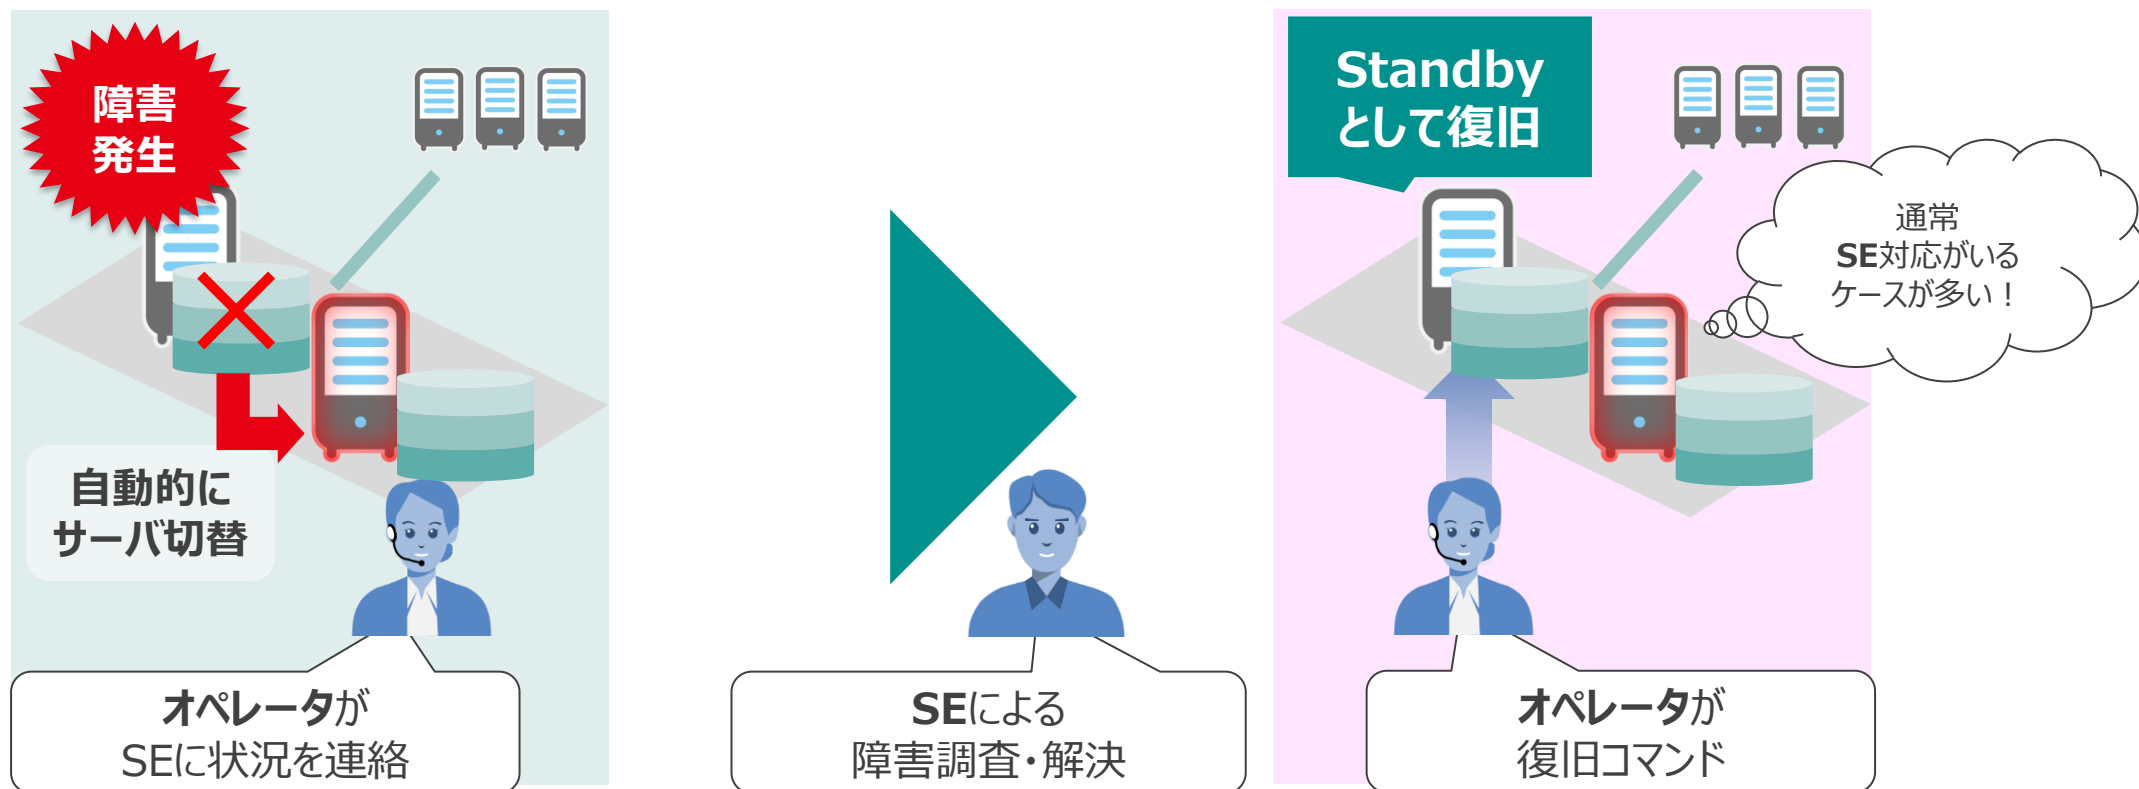 障害
発生
自動的に
サーバ切替
オペレータが
SEに状況を連絡
SEによる
障害調査・解決
Standby
として復旧
通常
SE対応がいる
ケースが多い！
オペレータが
復旧コマンド